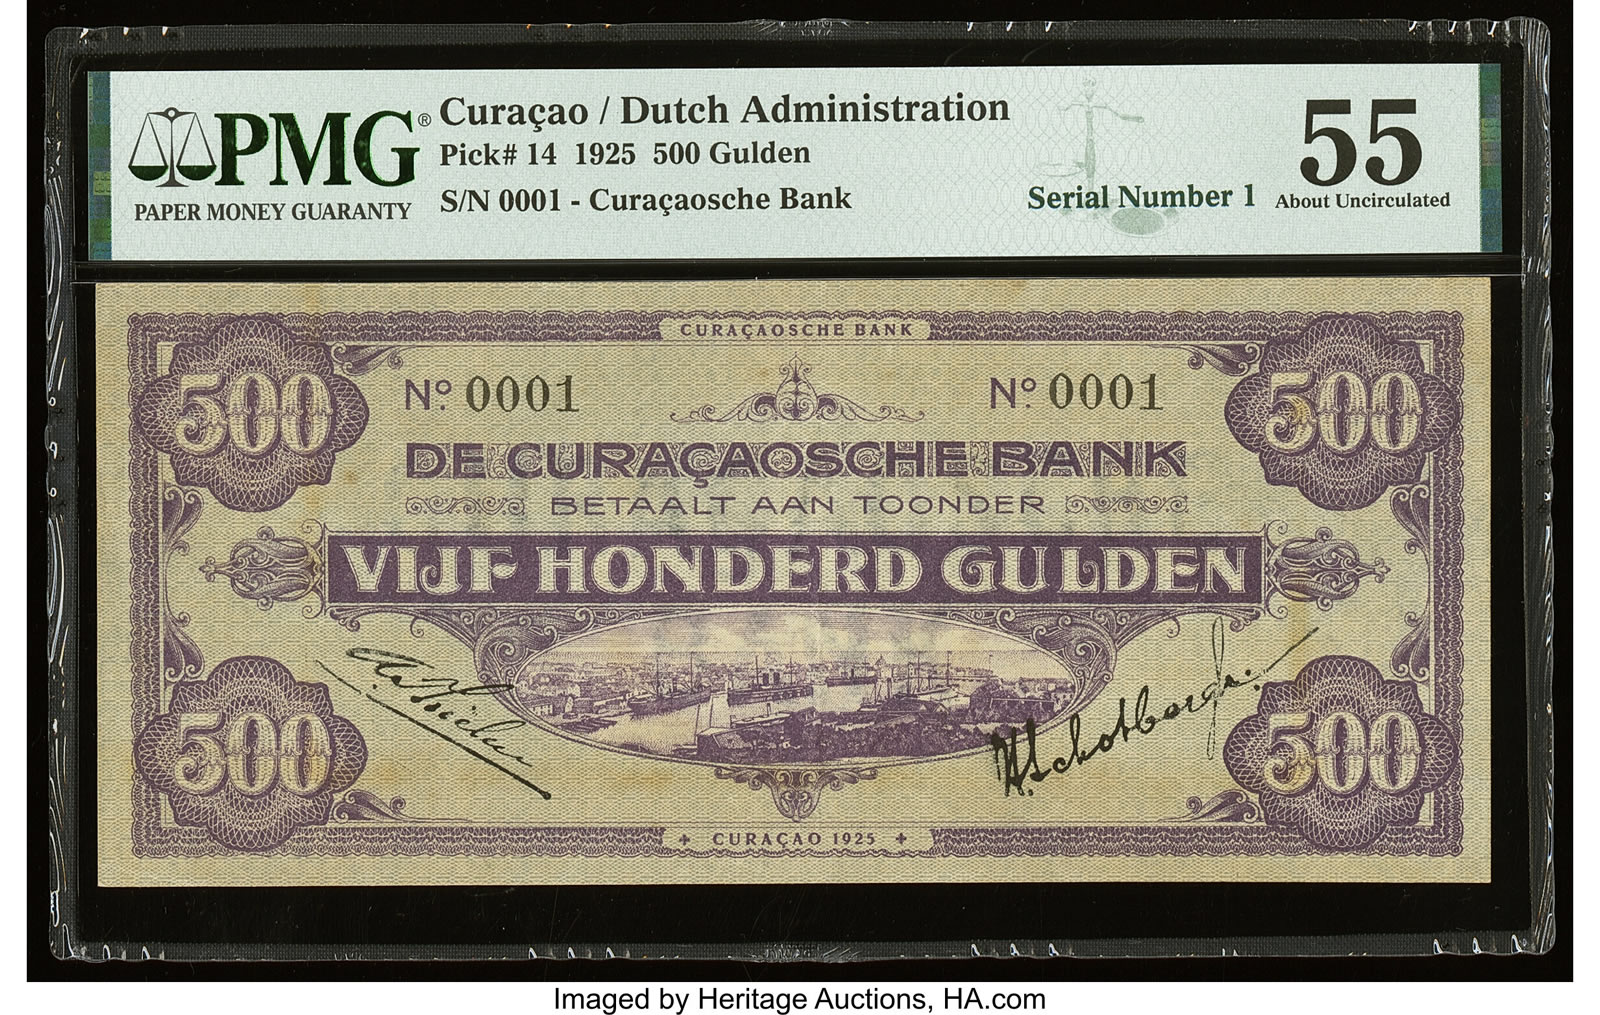 PMG®
PAPER MONEY GUARANTY
Curaçao / Dutch Administration
Pick# 14 1925 500 Gulden
S/N 0001 - Curaçaosche Bank
Serial Number 1
55
About Uncirculated
CURAÇAOSCHE BANK
500
500
Nº. 0001
Nº. 0001
DE CURAÇAOSCHE BANK
BETAALT AAN TOONDER
VIJF HONDERD GULDEN
500
500
CURAÇAO 1925
Imaged by Heritage Auctions, HA.com